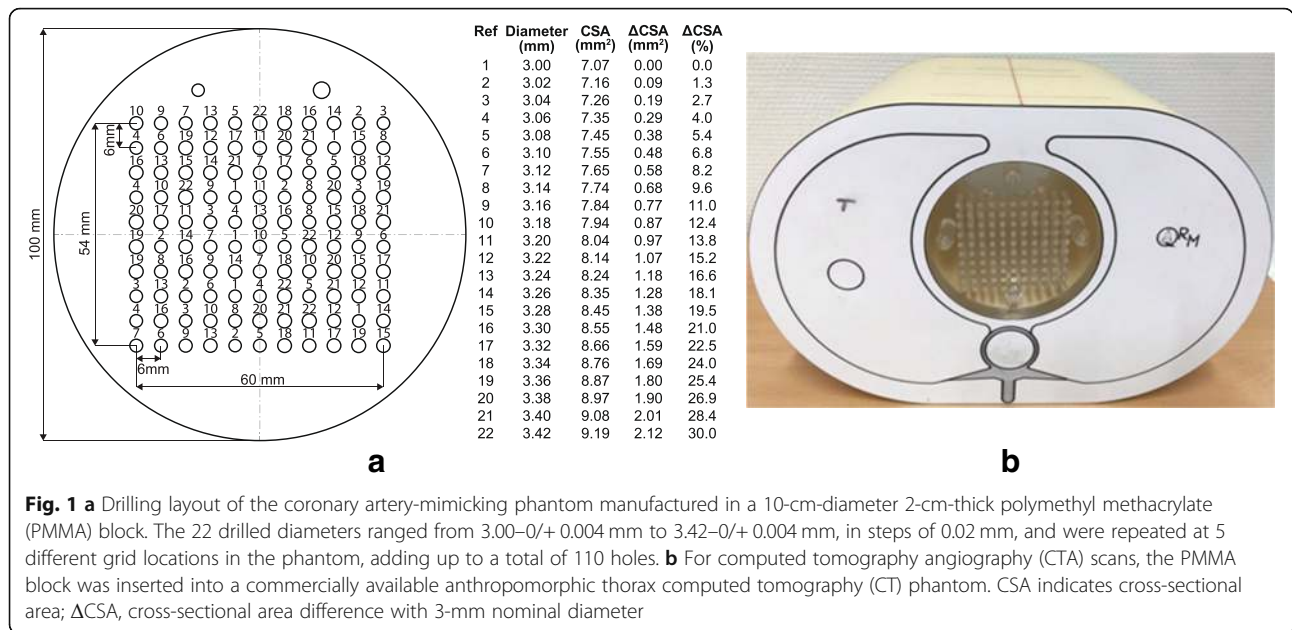 10 9 7 13 5 22 18 16 14 2 3
4 6 19 12 17 11 20 21 1 15 8
16 13 15 14 21 7 17 6 5 18 12
4 10 22 9 1 11 2 8 20 3 19
20 17 11 3 4 13 16 8 15 18 21
19 2 14 7 1 10 5 22 12 9 6
19 8 16 9 14 7 18 10 20 15 17
3 13 2 6 1 4 22 5 21 12 11
4 16 3 10 8 20 21 22 12 1 14
7 6 9 13 2 5 18 11 17 19 15
6mm
54 mm
100 mm
6mm
60 mm
a
Ref Diameter CSA ΔCSA ΔCSA
(mm) (mm²) (mm²) (%)
1 3.00 7.07 0.00 0.0
2 3.02 7.16 0.09 1.3
3 3.04 7.26 0.19 2.7
4 3.06 7.35 0.29 4.0
5 3.08 7.45 0.38 5.4
6 3.10 7.55 0.48 6.8
7 3.12 7.65 0.58 8.2
8 3.14 7.74 0.68 9.6
9 3.16 7.84 0.77 11.0
10 3.18 7.94 0.87 12.4
11 3.20 8.04 0.97 13.8
12 3.22 8.14 1.07 15.2
13 3.24 8.24 1.18 16.6
14 3.26 8.35 1.28 18.1
15 3.28 8.45 1.38 19.5
16 3.30 8.55 1.48 21.0
17 3.32 8.66 1.59 22.5
18 3.34 8.76 1.69 24.0
19 3.36 8.87 1.80 25.4
20 3.38 8.97 1.90 26.9
21 3.40 9.08 2.01 28.4
22 3.42 9.19 2.12 30.0
T
QRM
b
Fig. 1 a Drilling layout of the coronary artery-mimicking phantom manufactured in a 10-cm-diameter 2-cm-thick polymethyl methacrylate
(PMMA) block. The 22 drilled diameters ranged from 3.00–0/+ 0.004 mm to 3.42–0/+ 0.004 mm, in steps of 0.02 mm, and were repeated at 5
different grid locations in the phantom, adding up to a total of 110 holes. b For computed tomography angiography (CTA) scans, the PMMA
block was inserted into a commercially available anthropomorphic thorax computed tomography (CT) phantom. CSA indicates cross-sectional
area; ΔCSA, cross-sectional area difference with 3-mm nominal diameter